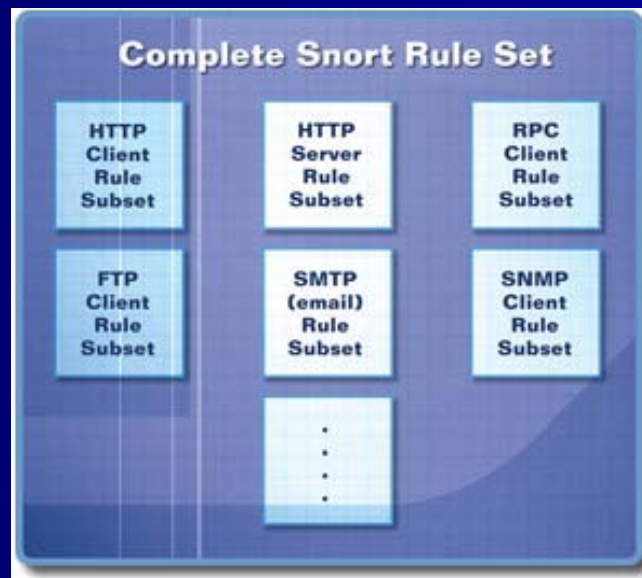 Complete Snort Rule Set
HTTP
Client
Rule
Subset
HTTP
Server
Rule
Subset
RPC
Client
Rule
Subset
FTP
Client
Rule
Subset
SMTP
(email)
Rule
Subset
SNMP
Client
Rule
Subset